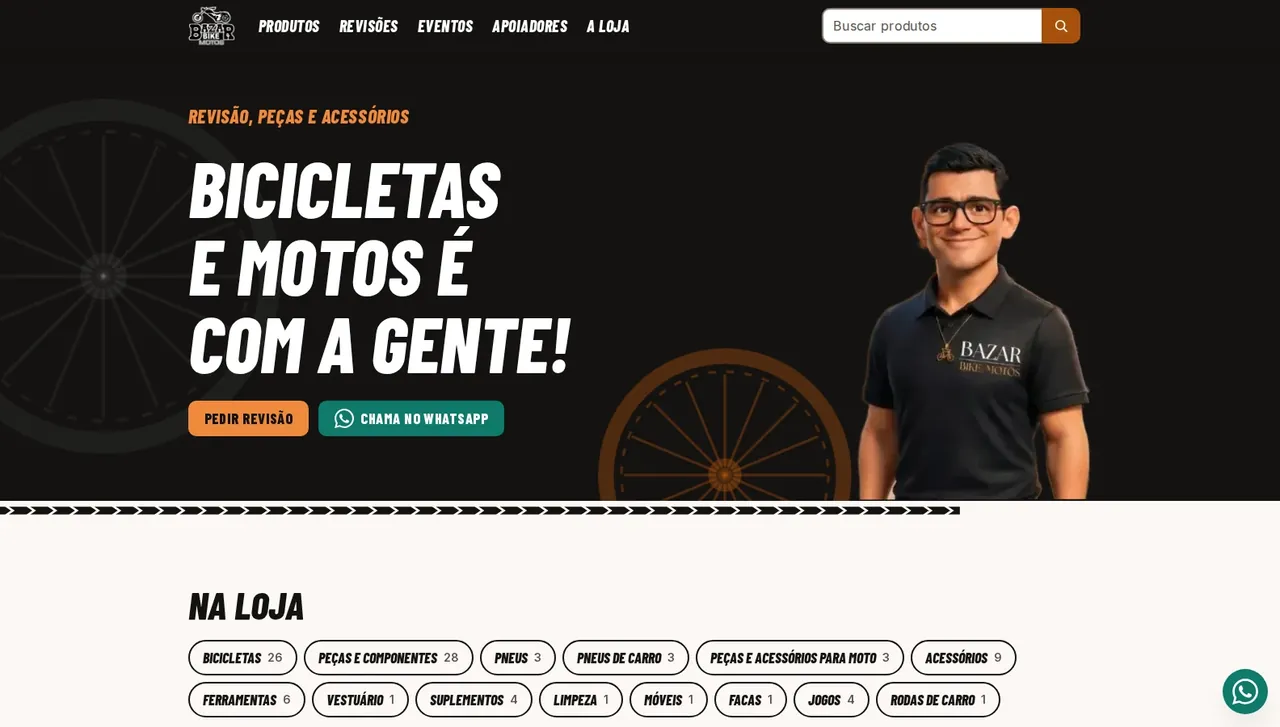 BAZAR
BIKE
MOTOS
PRODUTOS REVISÕES EVENTOS APOIADORES A LOJA
Buscar produtos
REVISÃO, PEÇAS E ACESSÓRIOS
BICICLETAS
E MOTOS É
COM A GENTE!
BAZAR
BIKE MOTOS
PEDIR REVISÃO CHAMA NO WHATSAPP
NA LOJA
BICICLETAS 26 PEÇAS E COMPONENTES 28 PNEUS 3 PNEUS DE CARRO 3 PEÇAS E ACESSÓRIOS PARA MOTO 3 ACESSÓRIOS 9
FERRAMENTAS 6 VESTUÁRIO 1 SUPLEMENTOS 4 LIMPEZA 1 MÓVEIS 1 FACAS 1 JOGOS 4 RODAS DE CARRO 1